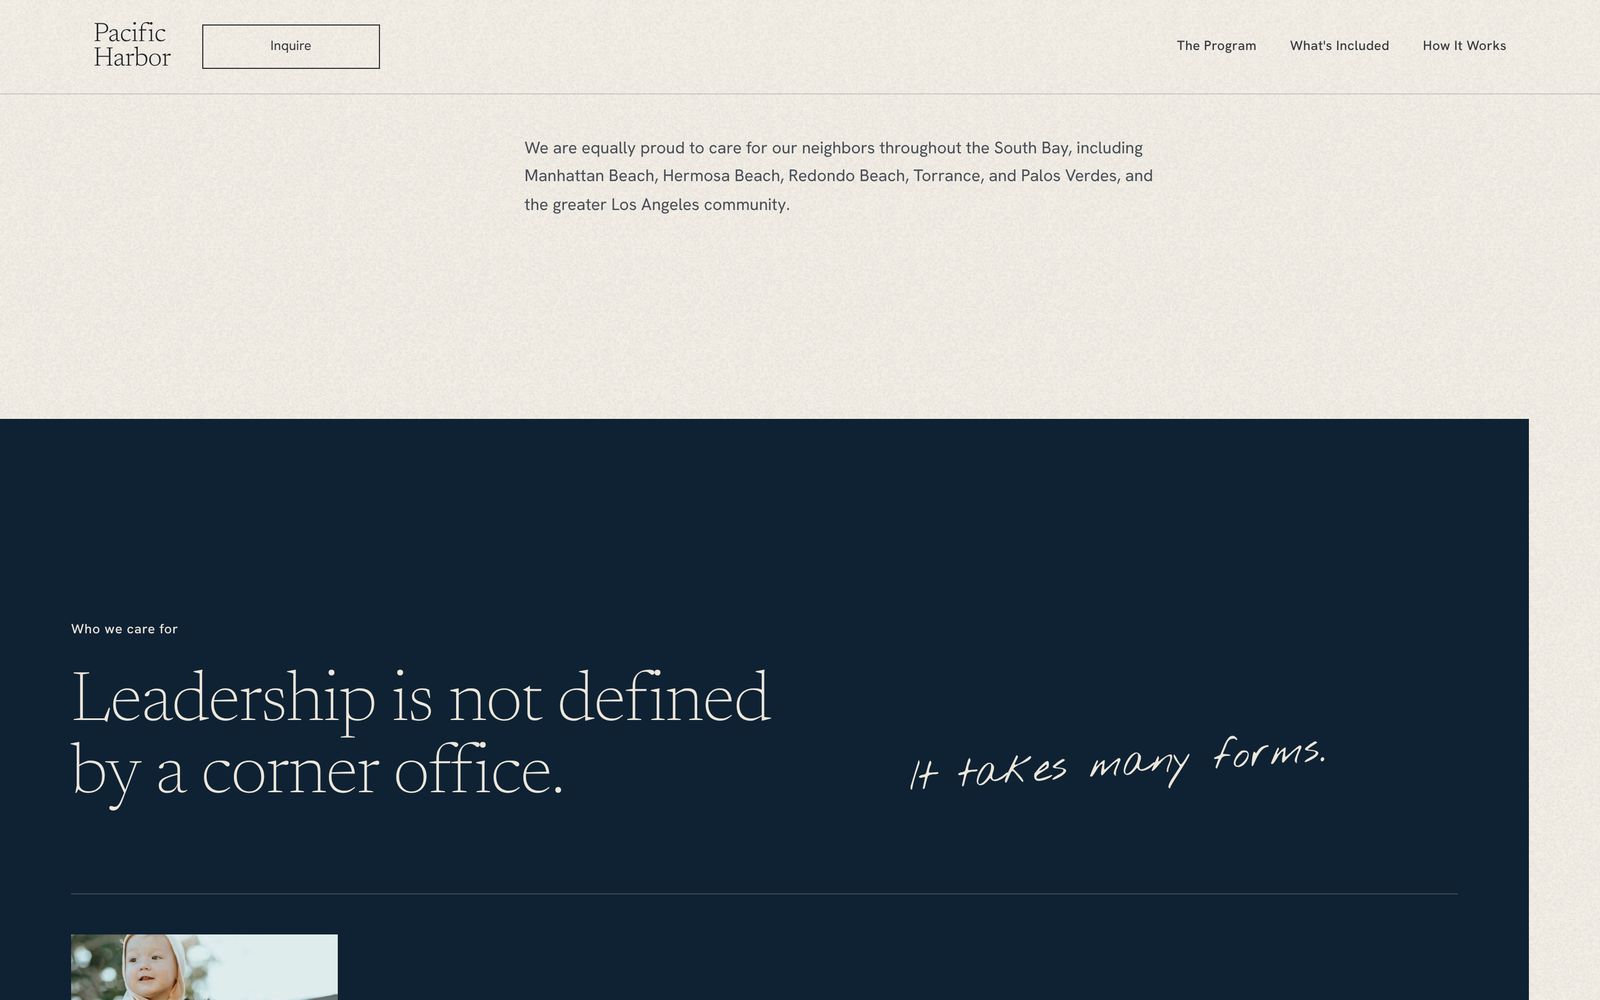 Pacific
Harbor
Inquire
The Program
What's Included
How It Works
We are equally proud to care for our neighbors throughout the South Bay, including
Manhattan Beach, Hermosa Beach, Redondo Beach, Torrance, and Palos Verdes, and
the greater Los Angeles community.
Who we care for
Leadership is not defined
by a corner office.
It takes many forms.